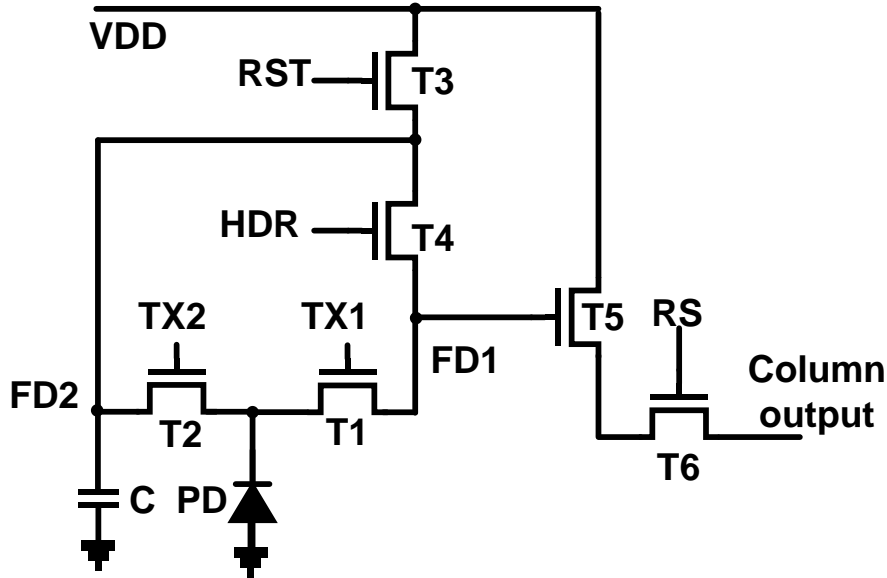 VDD
RST
T3
HDR
T4
TX2
TX1
T5
RS
FD1
Column
output
FD2
T2
T1
T6
C
PD